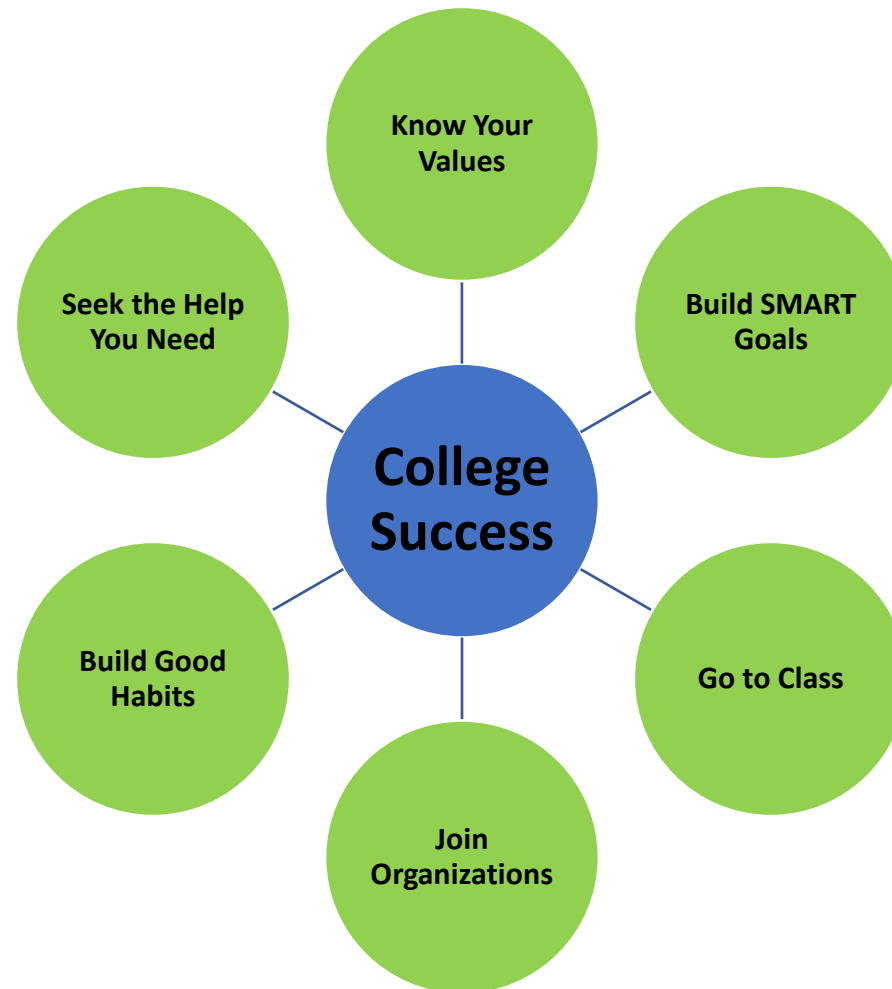 Know Your
Values
Seek the Help
You Need
Build SMART
Goals
College
Success
Build Good
Habits
Go to Class
Join
Organizations